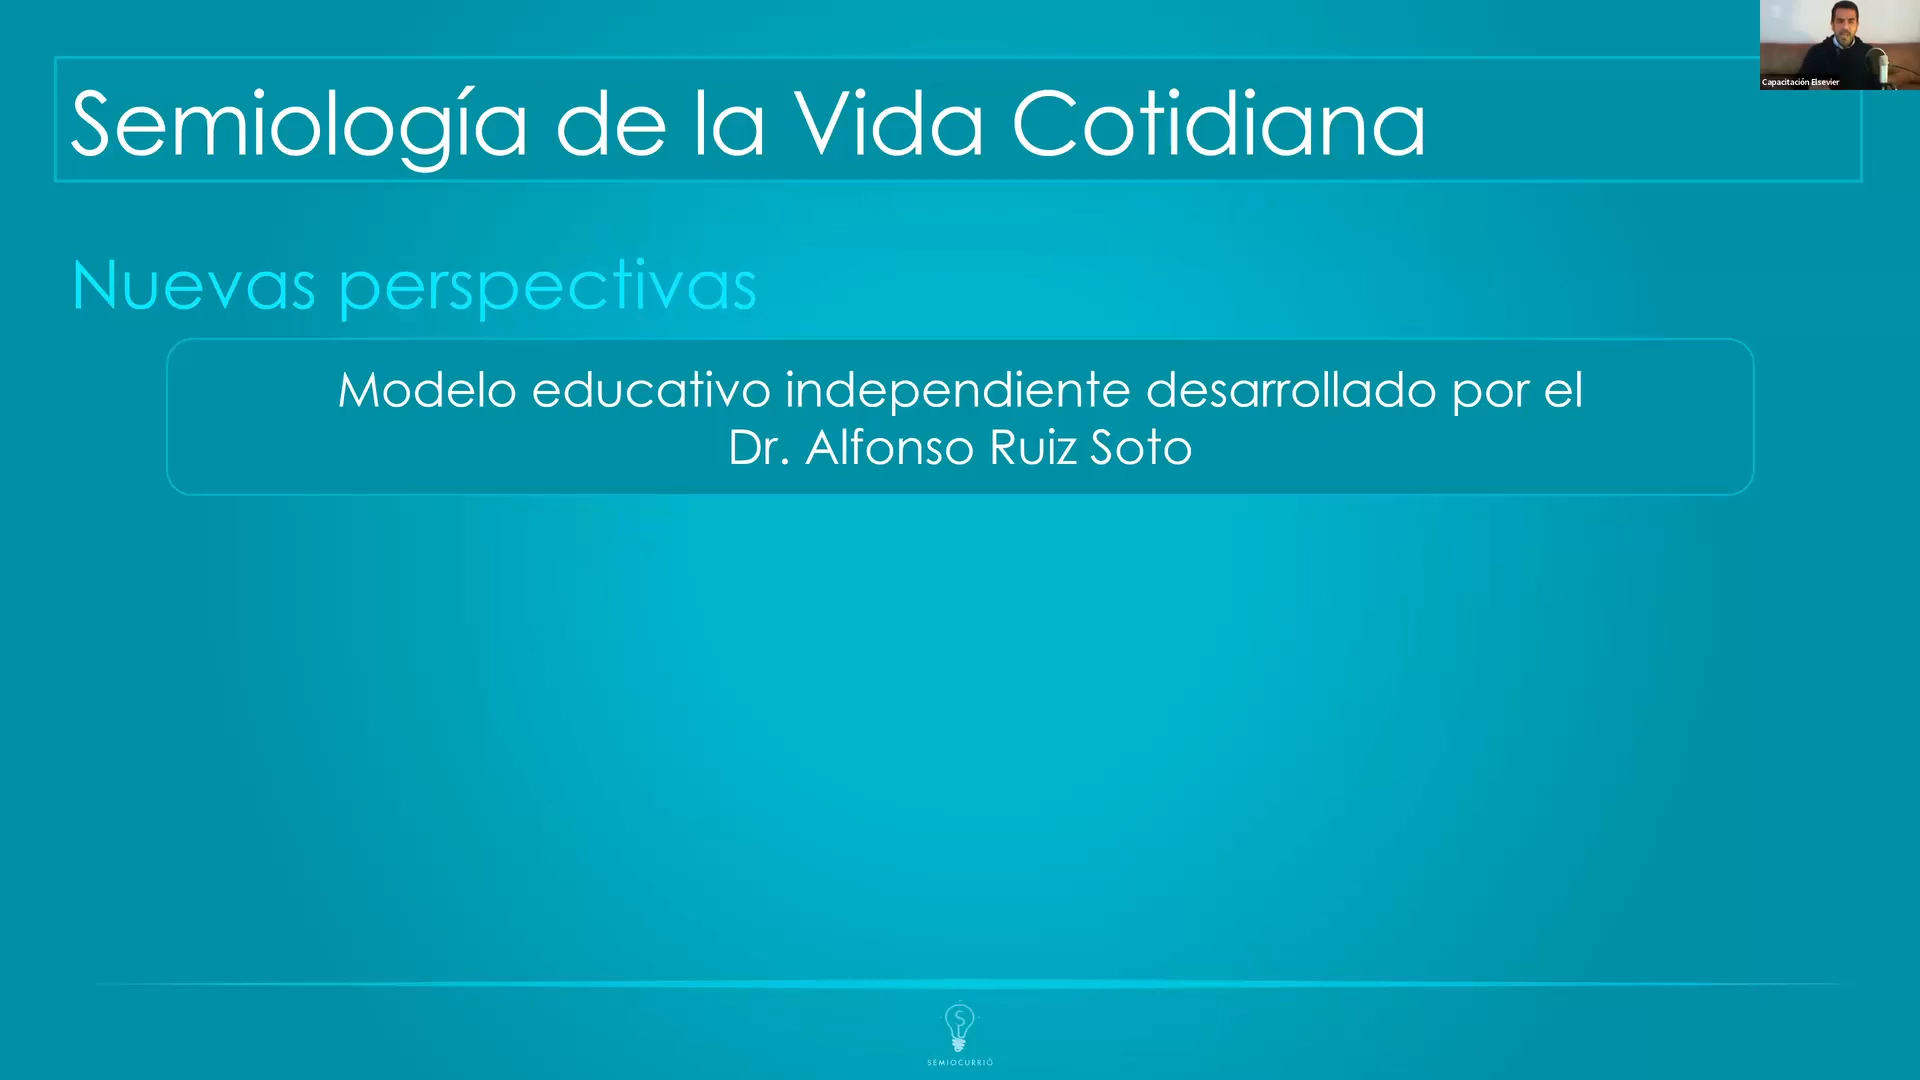 Semiología de la Vida Cotidiana
Capacitación Elsevier
Nuevas perspectivas
Modelo educativo independiente desarrollado por el
Dr. Alfonso Ruiz Soto
SEMIOCURRIÓ